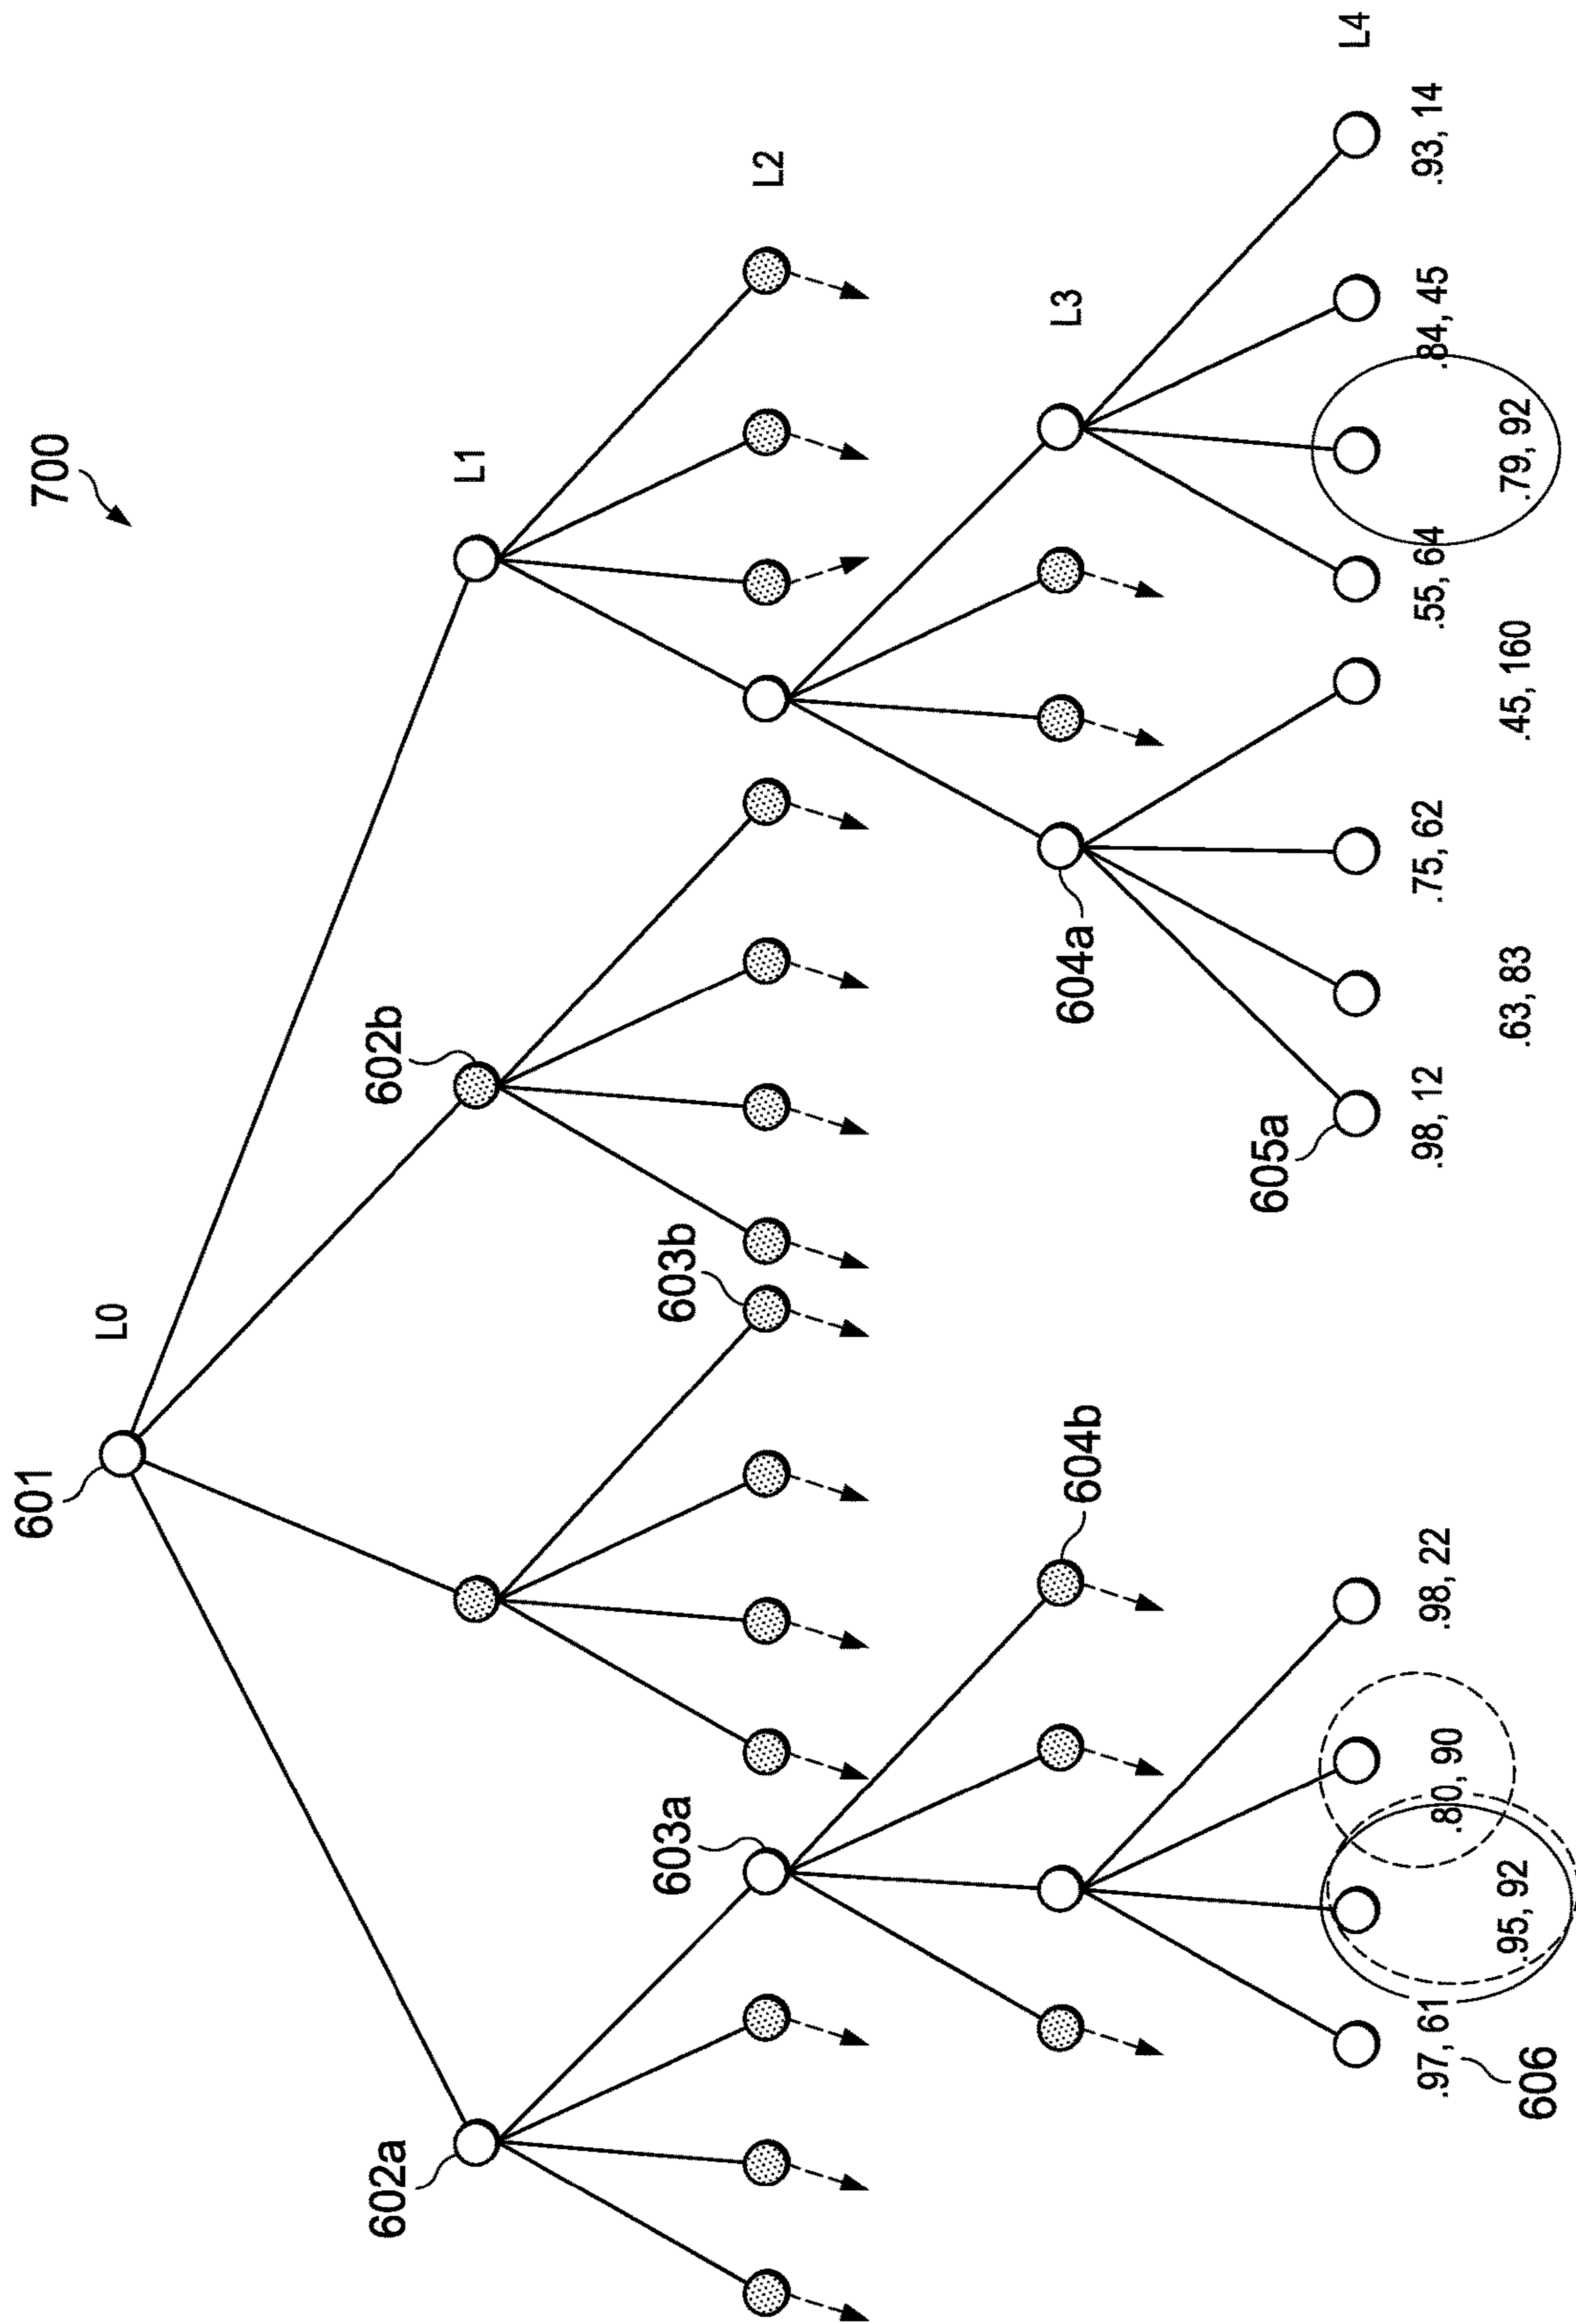 700
601
L0
602a
602b
L1
603a
603b
L2
604b
604a
L3
605a
L4
.97, 61
.95, 92
.80, 90
.98, 22
.98, 12
.63, 83
.75, 62
.45, 160
.55, 64
.79, 92
.84, 45
.93, 14
606